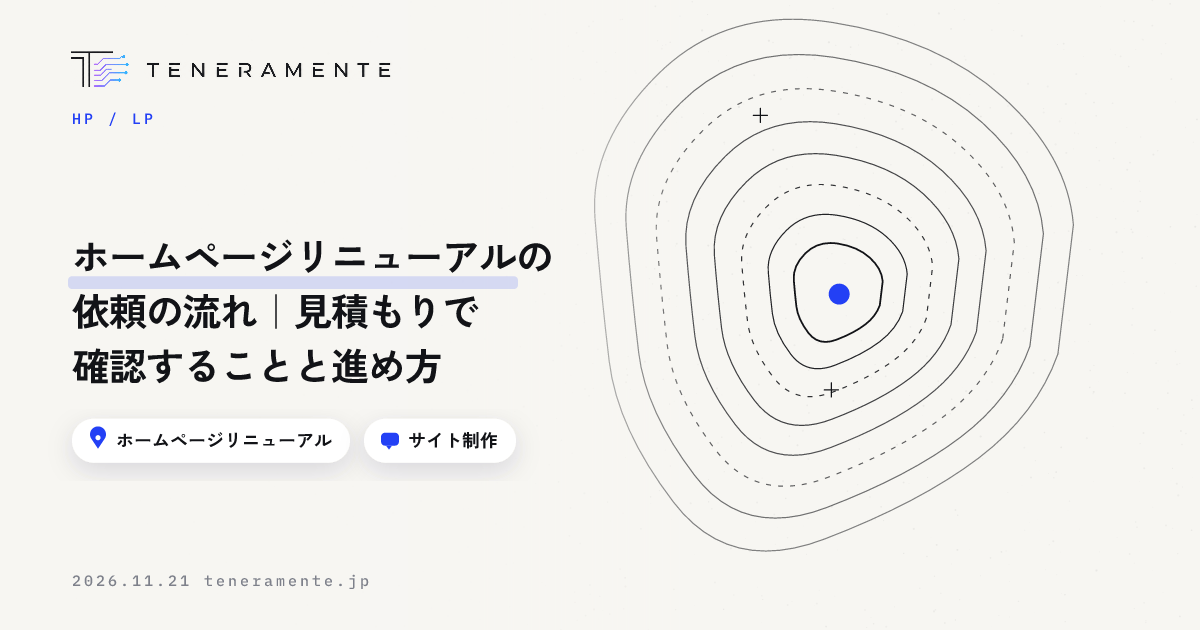 TENERAMENTE
HP / LP
ホームページリニューアルの
依頼の流れ｜見積もりで
確認することと進め方
ホームページリニューアル
サイト制作
2026.11.21 teneramente.jp